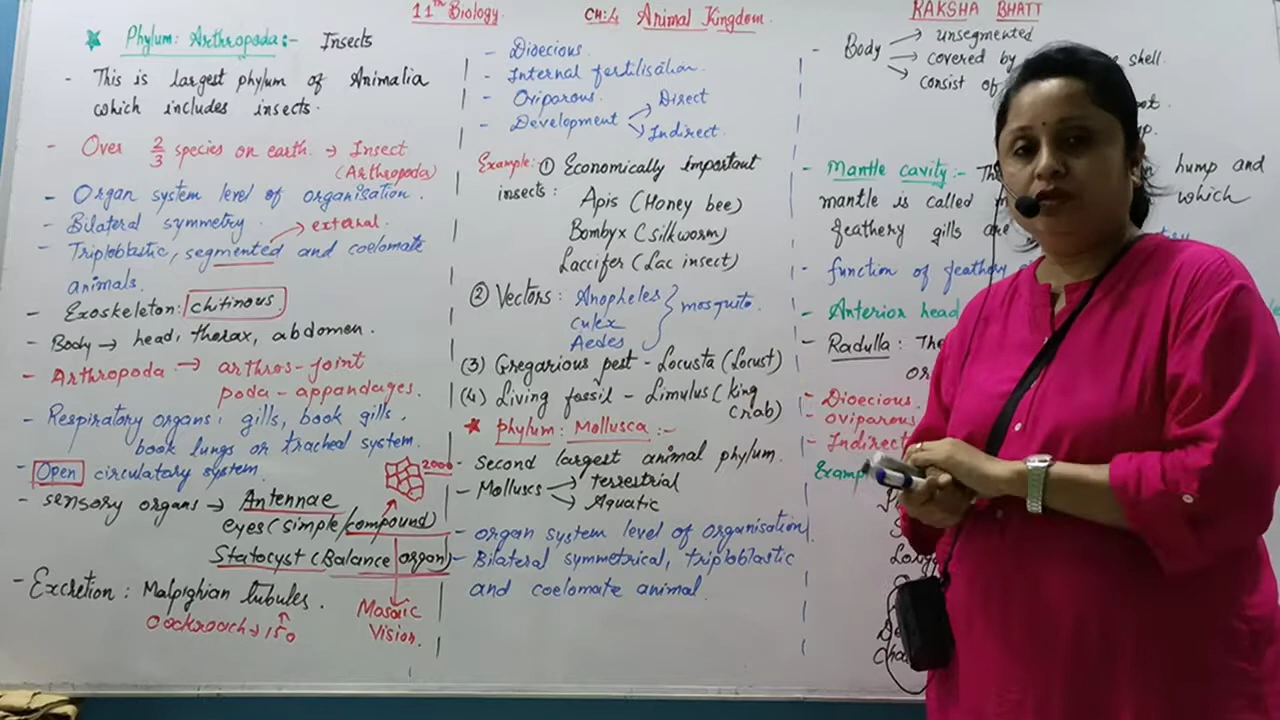 11th Biology.
CH:4 Animal Kingdom.
RAKSHA BHATT
Phylum: Arthropoda:- Insects
- This is largest phylum of Animalia
which includes insects.
- Over 2/3 species on earth. → Insect
(Arthropoda)
- Organ system level of organisation.
- Bilateral symmetry
→ external.
- Triploblastic, segmented and coelomate
animals.
- Exoskeleton: chitinous.
- Body → head, thorax, abdomen.
- Arthropoda → arthros-joint
poda - appandages.
- Respiratory organs: gills, book gills.
book lungs or tracheal system.
- Open circulatory system.
2000
- sensory organs → Antennae
eyes (simple/compound)
Statocyst (Balance organ)
- Excretion: Malpighian tubules.
Cockroach → 150
Mosaic
Vision.
- Dioecious.
- Internal fertilisation.
- Oviparous.
- Development → Direct
→ Indirect.
Example: ① Economically important
insects: Apis (Honey bee)
Bombyx (Silkworm)
Laccifer (Lac insect)
② Vectors: Anopheles
Culex
Aedes
} mosquito.
(3) Gregarious pest - Locusta (Locust)
(4) Living fossil - Limulus (king
crab)
Phylum: Mollusca:-
- Second largest animal phylum.
- Molluscs → Terrestrial
→ Aquatic
- organ system level of organisation
- Bilateral symmetrical, triploblastic
and coelomate animal.
- Body → unsegmented
→ covered by shell.
→ consist of
- Mantle cavity:- hump and
mantle is called which
feathery gills are
- function of feathery
- Anterior head
- Radulla: The
- Dioecious.
- oviparous
- Indirect